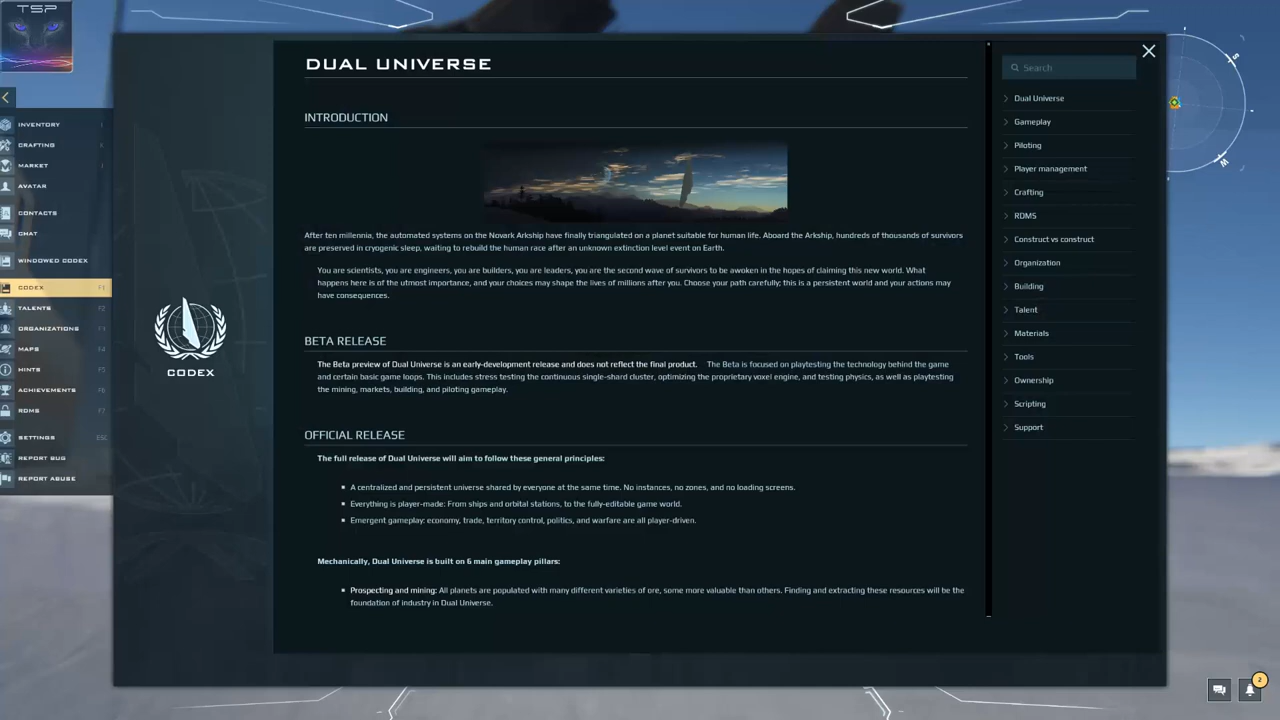 TSP
INVENTORY I
CRAFTING
MARKET
AVATAR
CONTACTS
CHAT
WINDOWED CODEX
CODEX F1
TALENTS F2
ORGANIZATIONS F3
MAPS F4
HINTS F5
ACHIEVEMENTS F6
RDMS F7
SETTINGS ESC
REPORT BUG
REPORT ABUSE
CODEX
DUAL UNIVERSE
INTRODUCTION
After ten millennia, the automated systems on the Novark Arkship have finally triangulated on a planet suitable for human life. Aboard the Arkship, hundreds of thousands of survivors
are preserved in cryogenic sleep, waiting to rebuild the human race after an unknown extinction level event on Earth.
You are scientists, you are engineers, you are builders, you are leaders, you are the second wave of survivors to be awoken in the hopes of claiming this new world. What
happens here is of the utmost importance, and your choices may shape the lives of millions after you. Choose your path carefully; this is a persistent world and your actions may
have consequences.
BETA RELEASE
The Beta preview of Dual Universe is an early-development release and does not reflect the final product. The Beta is focused on playtesting the technology behind the game
and certain basic game loops. This includes stress testing the continuous single-shard cluster, optimizing the proprietary voxel engine, and testing physics, as well as playtesting
the mining, markets, building, and piloting gameplay.
OFFICIAL RELEASE
The full release of Dual Universe will aim to follow these general principles:
A centralized and persistent universe shared by everyone at the same time. No instances, no zones, and no loading screens.
Everything is player-made: From ships and orbital stations, to the fully-editable game world.
Emergent gameplay: economy, trade, territory control, politics, and warfare are all player-driven.
Mechanically, Dual Universe is built on 6 main gameplay pillars:
Prospecting and mining: All planets are populated with many different varieties of ore, some more valuable than others. Finding and extracting these resources will be the
foundation of industry in Dual Universe.
Search
Dual Universe
Gameplay
Piloting
Player management
Crafting
RDMS
Construct vs construct
Organization
Building
Talent
Materials
Tools
Ownership
Scripting
Support
S
W
2